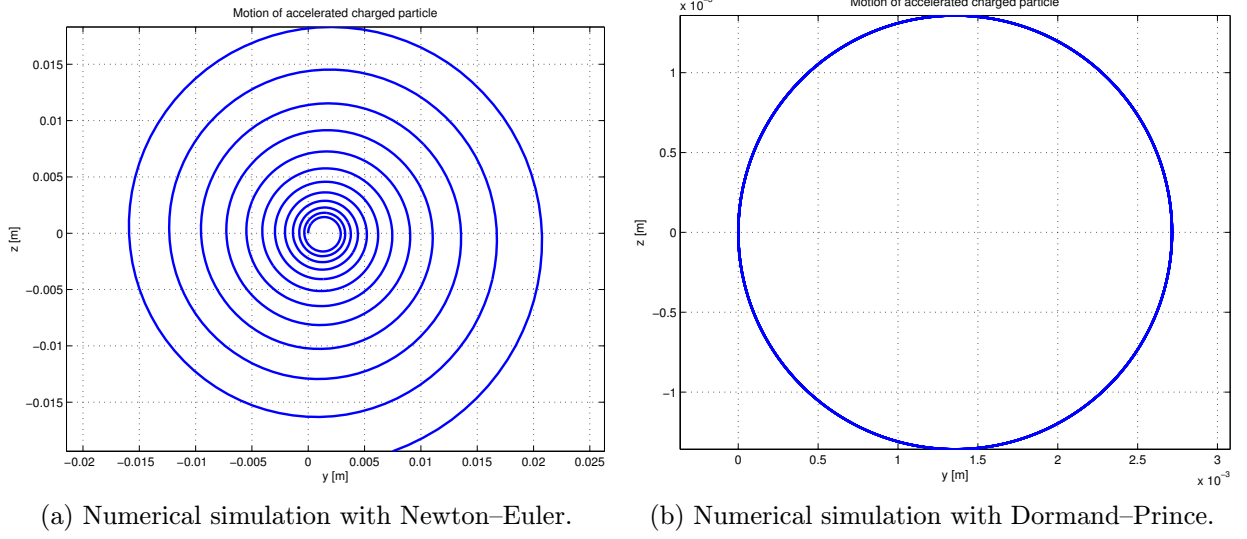 Motion of accelerated charged particle
0.015
0.01
0.005
0
−0.005
−0.01
−0.015
z [m]
−0.02 −0.015 −0.01 −0.005 0 0.005 0.01 0.015 0.02 0.025
y [m]
(a) Numerical simulation with Newton–Euler.
Motion of accelerated charged particle
1
0.5
0
−0.5
−1
z [m]
0 0.5 1 1.5 2 2.5 3
y [m]
x 10⁻³
(b) Numerical simulation with Dormand–Prince.